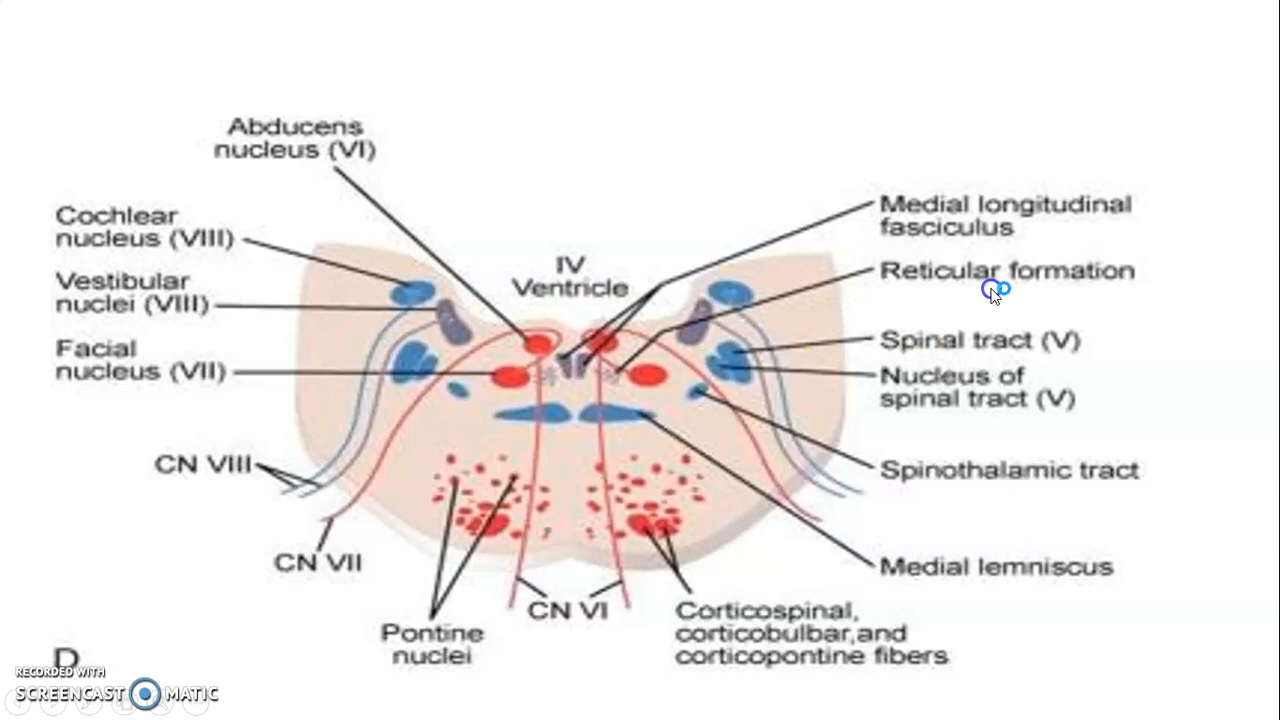 Abducens
nucleus (VI)
Cochlear
nucleus (VIII)
Vestibular
nuclei (VIII)
Facial
nucleus (VII)
CN VIII
CN VII
Pontine
nuclei
IV
Ventricle
CN VI
Medial longitudinal
fasciculus
Reticular formation
Spinal tract (V)
Nucleus of
spinal tract (V)
Spinothalamic tract
Medial lemniscus
Corticospinal,
corticobulbar,and
corticopontine fibers
D
RECORDED WITH
SCREENCAST MATIC